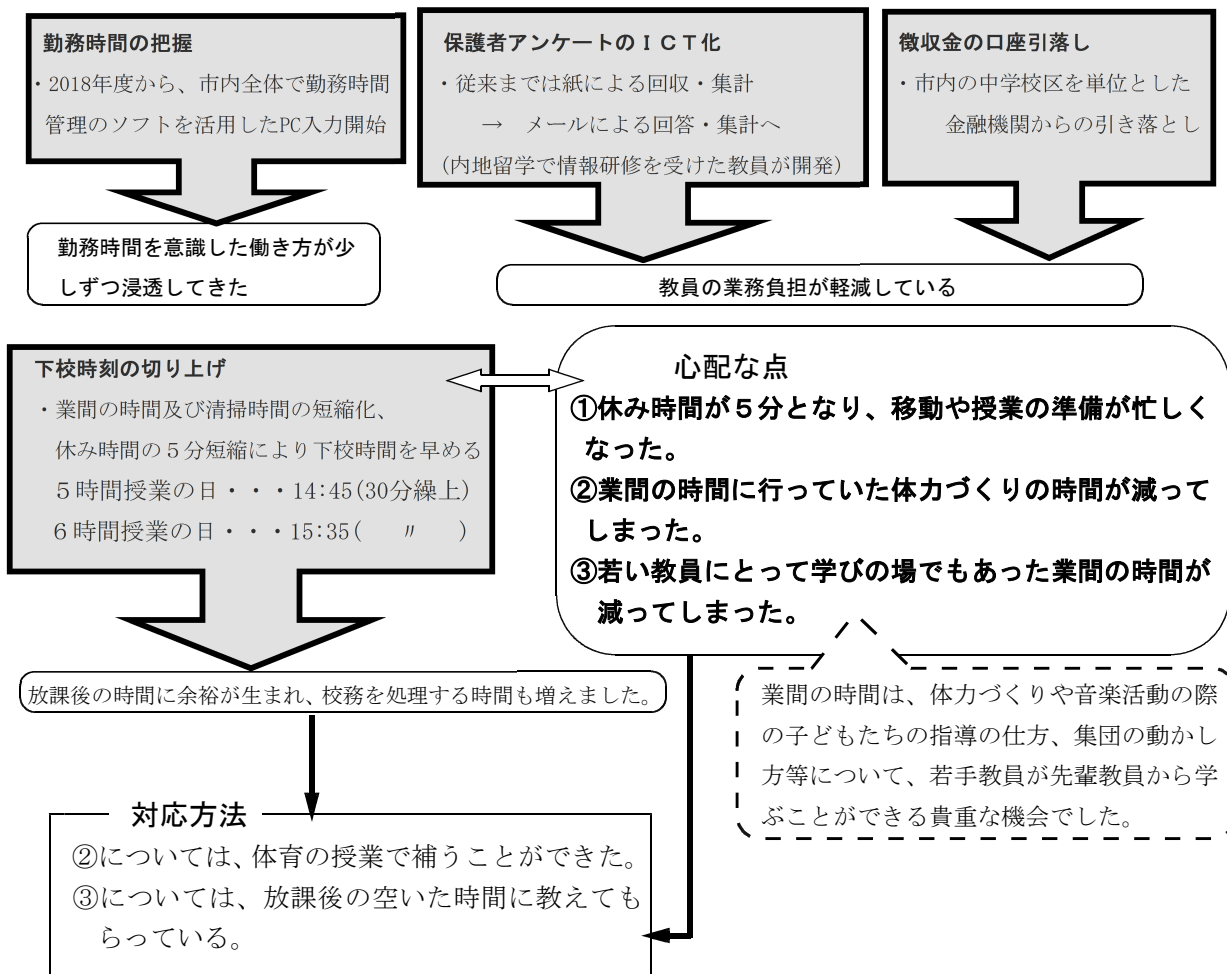 勤務時間の把握
・2018年度から、市内全体で勤務時間
管理のソフトを活用したPC入力開始
保護者アンケートのＩＣＴ化
・従来までは紙による回収・集計
→　メールによる回答・集計へ
(内地留学で情報研修を受けた教員が開発)
徴収金の口座引落し
・市内の中学校区を単位とした
金融機関からの引き落とし
勤務時間を意識した働き方が少
しずつ浸透してきた
教員の業務負担が軽減している
下校時刻の切り上げ
・業間の時間及び清掃時間の短縮化、
休み時間の５分短縮により下校時間を早める
５時間授業の日・・・14:45(30分繰上)
６時間授業の日・・・15:35(　〃　)
心配な点
①休み時間が５分となり、移動や授業の準備が忙しく
なった。
②業間の時間に行っていた体力づくりの時間が減って
しまった。
③若い教員にとって学びの場でもあった業間の時間が
減ってしまった。
放課後の時間に余裕が生まれ、校務を処理する時間も増えました。
業間の時間は、体力づくりや音楽活動の際
の子どもたちの指導の仕方、集団の動かし
方等について、若手教員が先輩教員から学
ぶことができる貴重な機会でした。
対応方法
②については、体育の授業で補うことができた。
③については、放課後の空いた時間に教えても
らっている。